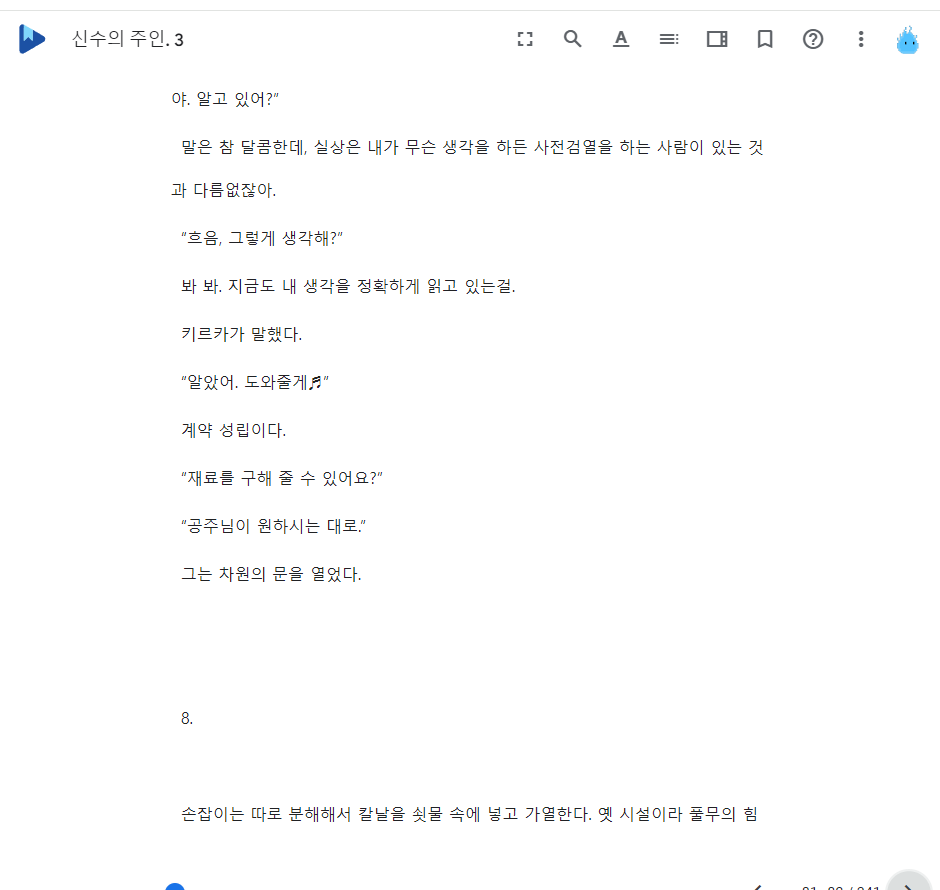 신수의 주인. 3
야. 알고 있어?”
말은 참 달콤한데, 실상은 내가 무슨 생각을 하든 사전검열을 하는 사람이 있는 것
과 다름없잖아.
“흐음, 그렇게 생각해?”
봐 봐. 지금도 내 생각을 정확하게 읽고 있는걸.
키르카가 말했다.
“알았어. 도와줄게♬”
계약 성립이다.
“재료를 구해 줄 수 있어요?”
“공주님이 원하시는 대로.”
그는 차원의 문을 열었다.
8.
손잡이는 따로 분해해서 칼날을 쇳물 속에 넣고 가열한다. 옛 시설이라 풀무의 힘